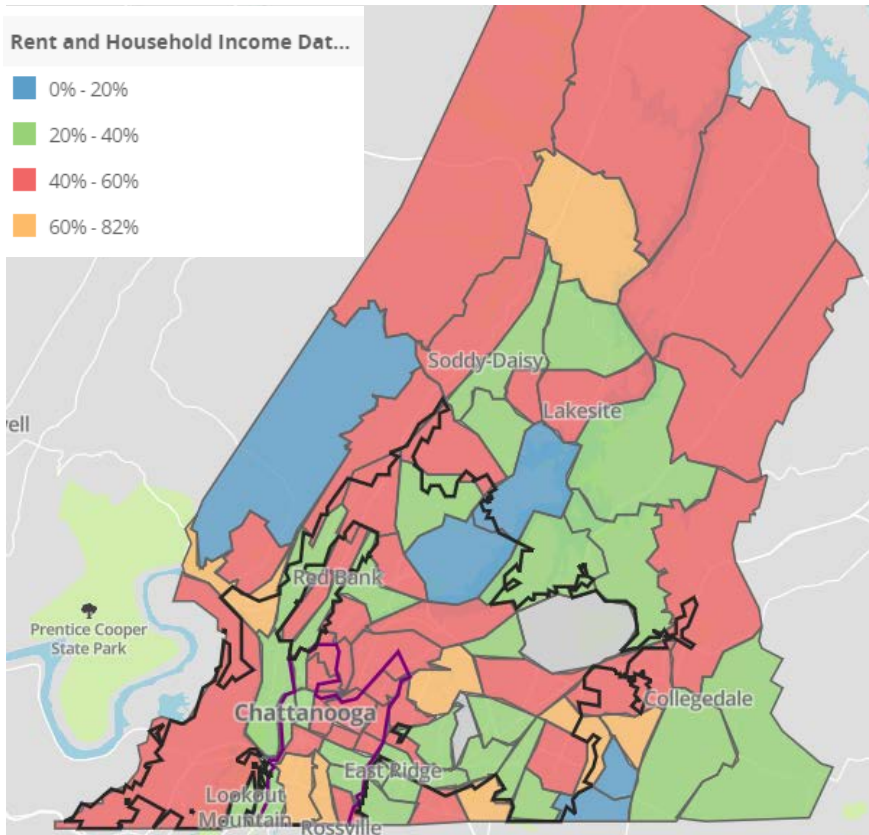 Rent and Household Income Dat...
0% - 20%
20% - 40%
40% - 60%
60% - 82%
Soddy-Daisy
Lakesite
ell
Red Bank
Prentice Cooper
State Park
Collegedale
Chattanooga
East Ridge
Lookout
Mountain
Rossville